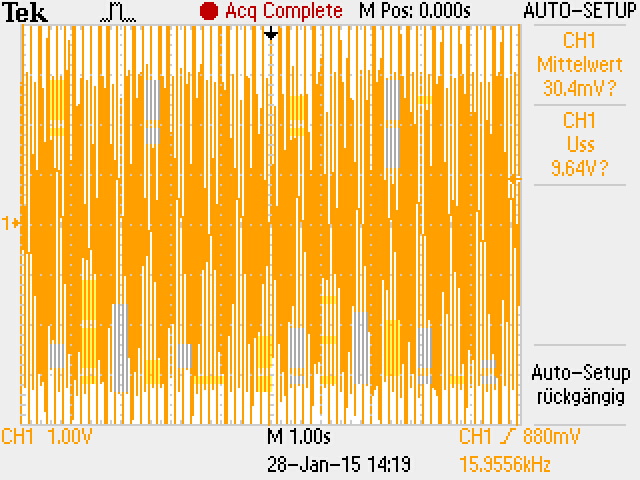 Tek Acq Complete M Pos: 0.000s AUTO-SETUP
CH1
Mittelwert
30,4mV?
CH1
Uss
9,64V?
1
Auto-Setup
rückgängig
CH1 1.00V M 1.00s CH1 880mV
28-Jan-15 14:19 15.9556kHz